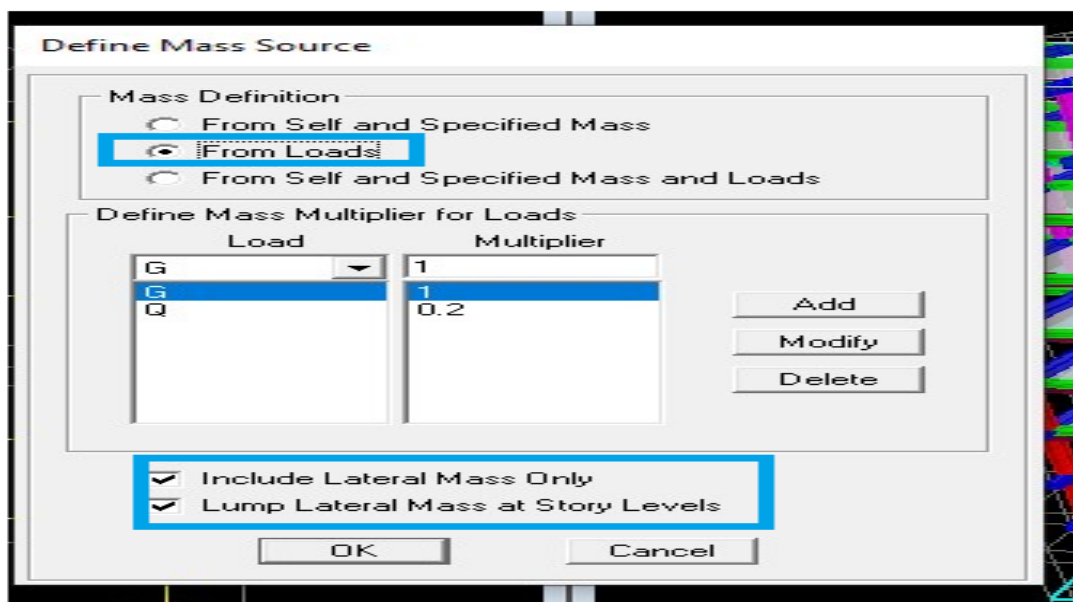 Define Mass Source
Mass Definition
From Self and Specified Mass
From Loads
From Self and Specified Mass and Loads
Define Mass Multiplier for Loads
Load Multiplier
G 1
G 1
Q 0.2
Add
Modify
Delete
Include Lateral Mass Only
Lump Lateral Mass at Story Levels
OK Cancel